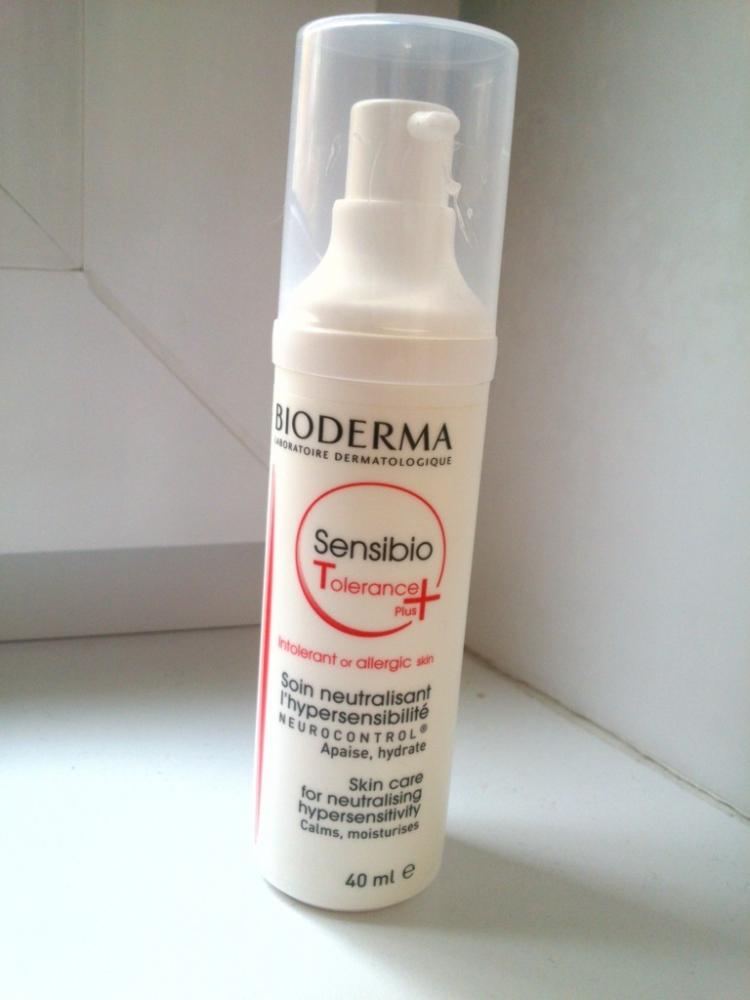 BIODERMA
LABORATOIRE DERMATOLOGIQUE
Sensibio
Tolerance+
Plus
Intolerant or allergic skin
Soin neutralisant
l'hypersensibilité
NEUROCONTROL®
Apaise, hydrate
Skin care
for neutralising
hypersensitivity
Calms, moisturises
40 ml ℮